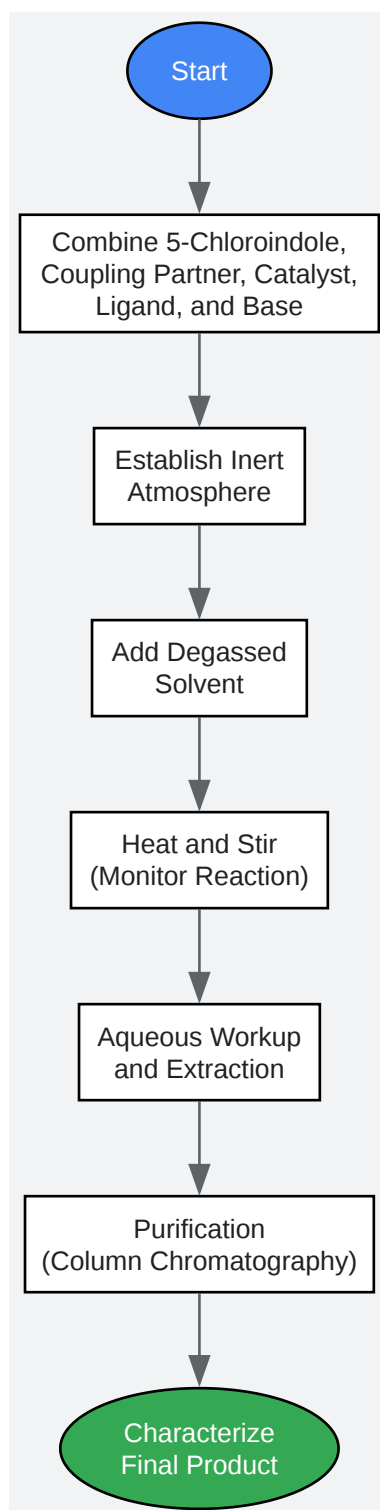 Start
Combine 5-Chloroindole,
Coupling Partner, Catalyst,
Ligand, and Base
Establish Inert
Atmosphere
Add Degassed
Solvent
Heat and Stir
(Monitor Reaction)
Aqueous Workup
and Extraction
Purification
(Column Chromatography)
Characterize
Final Product